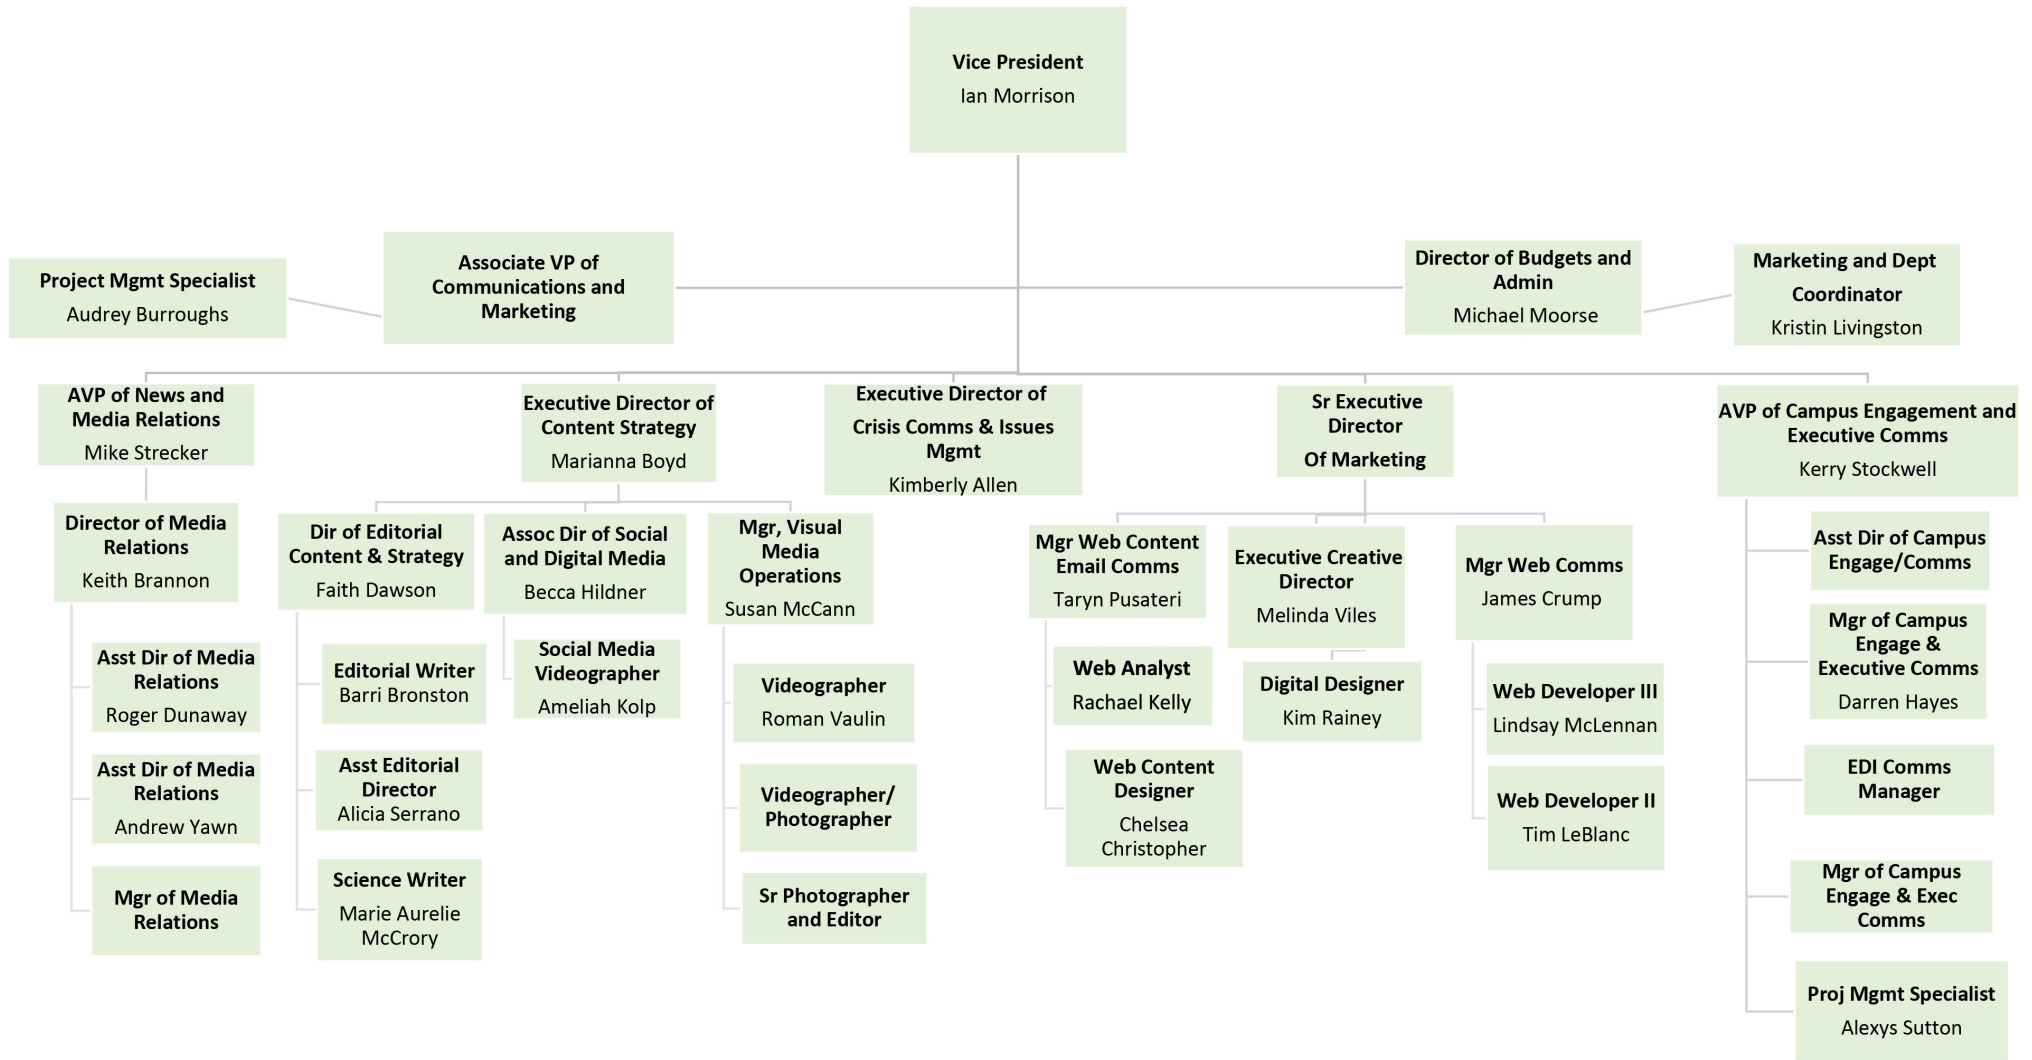 Vice President
Ian Morrison
Project Mgmt Specialist
Audrey Burroughs
Associate VP of
Communications and
Marketing
Director of Budgets and
Admin
Michael Moorse
Marketing and Dept
Coordinator
Kristin Livingston
AVP of News and
Media Relations
Mike Strecker
Executive Director of
Content Strategy
Marianna Boyd
Executive Director of
Crisis Comms & Issues
Mgmt
Kimberly Allen
Sr Executive
Director
Of Marketing
AVP of Campus Engagement and
Executive Comms
Kerry Stockwell
Director of Media
Relations
Keith Brannon
Asst Dir of Media
Relations
Roger Dunaway
Asst Dir of Media
Relations
Andrew Yawn
Mgr of Media
Relations
Dir of Editorial
Content & Strategy
Faith Dawson
Editorial Writer
Barri Bronston
Asst Editorial
Director
Alicia Serrano
Science Writer
Marie Aurelie
McCrory
Assoc Dir of Social
and Digital Media
Becca Hildner
Social Media
Videographer
Ameliah Kolp
Mgr, Visual
Media
Operations
Susan McCann
Videographer
Roman Vaulin
Videographer/
Photographer
Sr Photographer
and Editor
Mgr Web Content
Email Comms
Taryn Pusateri
Web Analyst
Rachael Kelly
Web Content
Designer
Chelsea
Christopher
Executive Creative
Director
Melinda Viles
Digital Designer
Kim Rainey
Mgr Web Comms
James Crump
Web Developer III
Lindsay McLennan
Web Developer II
Tim LeBlanc
Asst Dir of Campus
Engage/Comms
Mgr of Campus
Engage &
Executive Comms
Darren Hayes
EDI Comms
Manager
Mgr of Campus
Engage & Exec
Comms
Proj Mgmt Specialist
Alexys Sutton